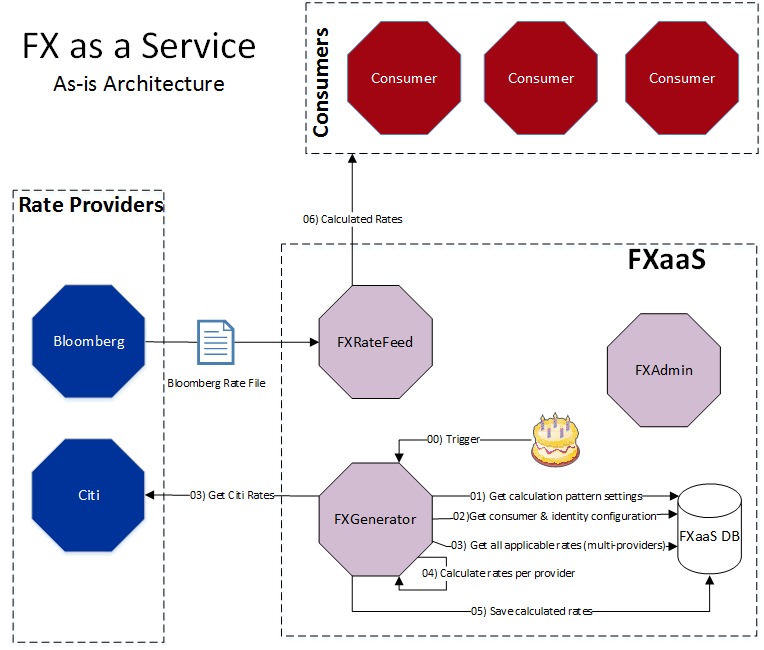 FX as a Service
As-is Architecture
Consumers
Consumer
Consumer
Consumer
06) Calculated Rates
Rate Providers
Bloomberg
Bloomberg Rate File
Citi
FXaaS
FXRateFeed
FXAdmin
00) Trigger
03) Get Citi Rates
FXGenerator
01) Get calculation pattern settings
02)Get consumer & identity configuration
03) Get all applicable rates (multi-providers)
04) Calculate rates per provider
05) Save calculated rates
FXaaS DB